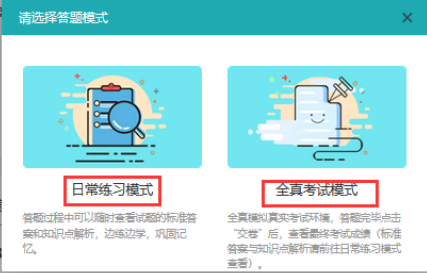 请选择答题模式
日常练习模式
答题过程中可以随时查看试题的标准答
案和知识点解析，边练边学，巩固记
忆。
全真考试模式
全真模拟真实考试环境，答题完毕点击
“交卷”后，查看最终考试成绩（标准
答案与知识点解析请前往日常练习模式
查看）。